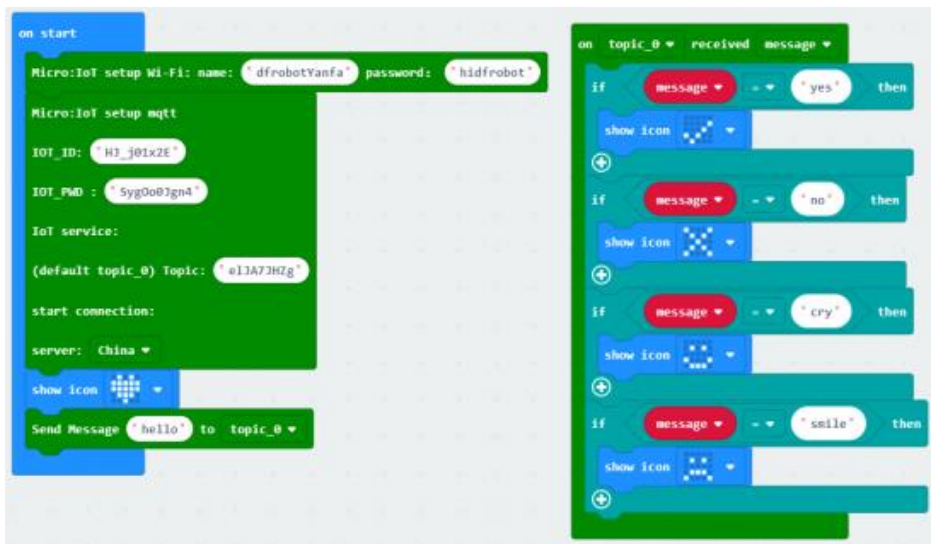 on start
Micro:IoT setup Wi-Fi: name: "dfrobotYanfa" password: "hidfrobot"
Micro:IoT setup mqtt
IOT_ID: "HJ_j01x2E"
IOT_PWD : "SygOo0Jgn4"
IoT service:
(default topic_0) Topic: "elJA7JHZg"
start connection:
server: China
show icon
Send Message "hello" to topic_0
on topic_0 received message
if message = "yes" then
show icon
if message = "no" then
show icon
if message = "cry" then
show icon
if message = "smile" then
show icon